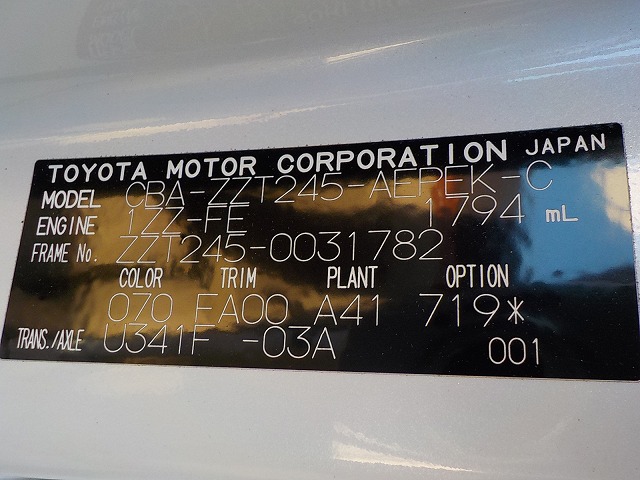 TOYOTA MOTOR CORPORATION JAPAN
MODEL CBA-ZZT245-AEPEK-C
ENGINE 1ZZ-FE 1794 mL
FRAME No. ZZT245-0031782
COLOR TRIM PLANT OPTION
070 EA00 A41 719*
TRANS./AXLE U341F -03A 001